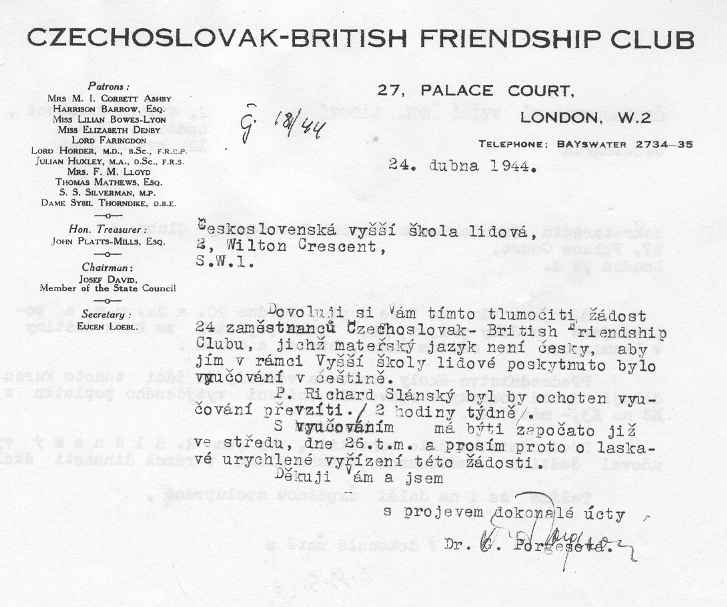 CZECHOSLOVAK-BRITISH FRIENDSHIP CLUB
Patrons:
MRS M. I. CORBETT ASHBY
HARRISON BARROW, ESQ.
MISS LILIAN BOWES-LYON
MISS ELIZABETH DENBY
LORD FARINGDON
LORD HORDER, M.D., B.Sc., F.R.C.P.
JULIAN HUXLEY, M.A., D.Sc., F.R.S.
MRS. F. M. LLOYD
THOMAS MATHEWS, ESQ.
S. S. SILVERMAN, M.P.
DAME SYBIL THORNDIKE, D.B.E.
Hon. Treasurer:
JOHN PLATTS-MILLS, ESQ.
Chairman:
JOSEF DAVID,
Member of the State Council
Secretary:
EUGEN LOEBL.
27, PALACE COURT,
LONDON, W.2
TELEPHONE: BAYSWATER 2734-35
Č. 18/44
24. dubna 1944.
Československá vyšší škola lidová,
2, Wilton Crescent,
S.W.1.
Dovoluji si Vám tímto tlumočiti žádost
24 zaměstnanců Czechoslovak- British Friendship
Clubu, jichž mateřský jazyk není česky, aby
jím v rámci Vyšší školy lidové poskytnuto bylo
vyučování v češtině.
P. Richard Slánský byl by ochoten vyu-
čování převzíti. / 2 hodiny týdně/.
S vyučováním má býti započato již
ve středu, dne 26.t.m. a prosím proto o laska-
vé urychlené vyřízení této žádosti.
Děkuji Vám a jsem
s projevem dokonalé úcty
Dr. G. Porgesová.